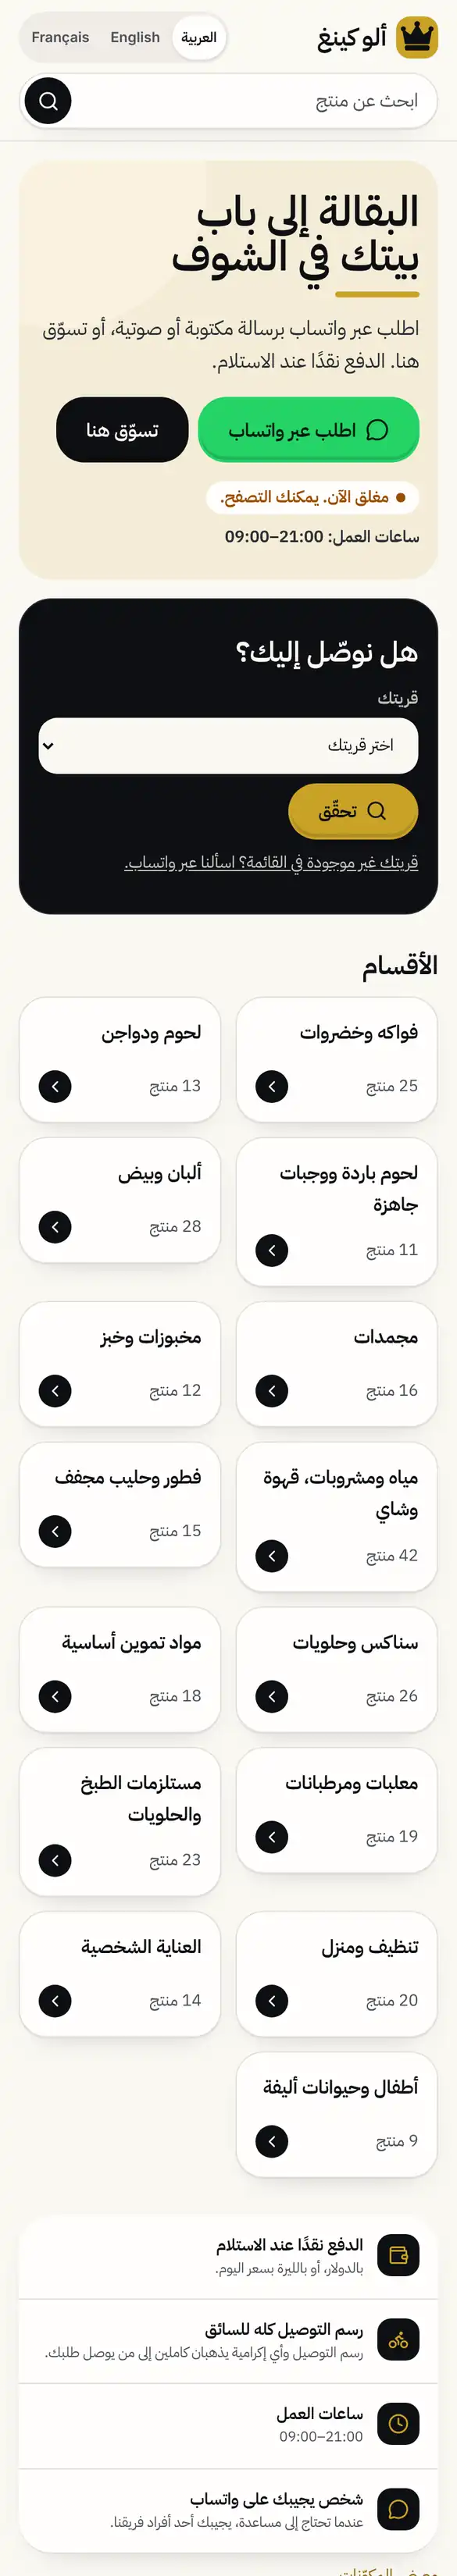 ألو كينغ
العربية
English
Français
ابحث عن منتج
البقالة إلى باب
بيتك في الشوف
اطلب عبر واتساب برسالة مكتوبة أو صوتية، أو تسوّق
هنا. الدفع نقدًا عند الاستلام.
اطلب عبر واتساب
تسوّق هنا
مغلق الآن. يمكنك التصفح.
ساعات العمل: 09:00–21:00
هل نوصّل إليك؟
قريتك
اختر قريتك
تحقّق
قريتك غير موجودة في القائمة؟ اسألنا عبر واتساب.
الأقسام
فواكه وخضروات
25 منتج
لحوم ودواجن
13 منتج
لحوم باردة ووجبات
جاهزة
11 منتج
ألبان وبيض
28 منتج
مجمدات
16 منتج
مخبوزات وخبز
12 منتج
مياه ومشروبات، قهوة
وشاي
42 منتج
فطور وحليب مجفف
15 منتج
سناكس وحلويات
26 منتج
مواد تموين أساسية
18 منتج
معلبات ومرطبانات
19 منتج
مستلزمات الطبخ
والحلويات
23 منتج
تنظيف ومنزل
20 منتج
العناية الشخصية
14 منتج
أطفال وحيوانات أليفة
9 منتج
الدفع نقدًا عند الاستلام
بالدولار، أو بالليرة بسعر اليوم.
رسم التوصيل كله للسائق
رسم التوصيل وأي إكرامية يذهبان كاملين إلى من يوصل طلبك.
ساعات العمل
09:00–21:00
شخص يجيبك على واتساب
عندما تحتاج إلى مساعدة، يجيبك أحد أفراد فريقنا.